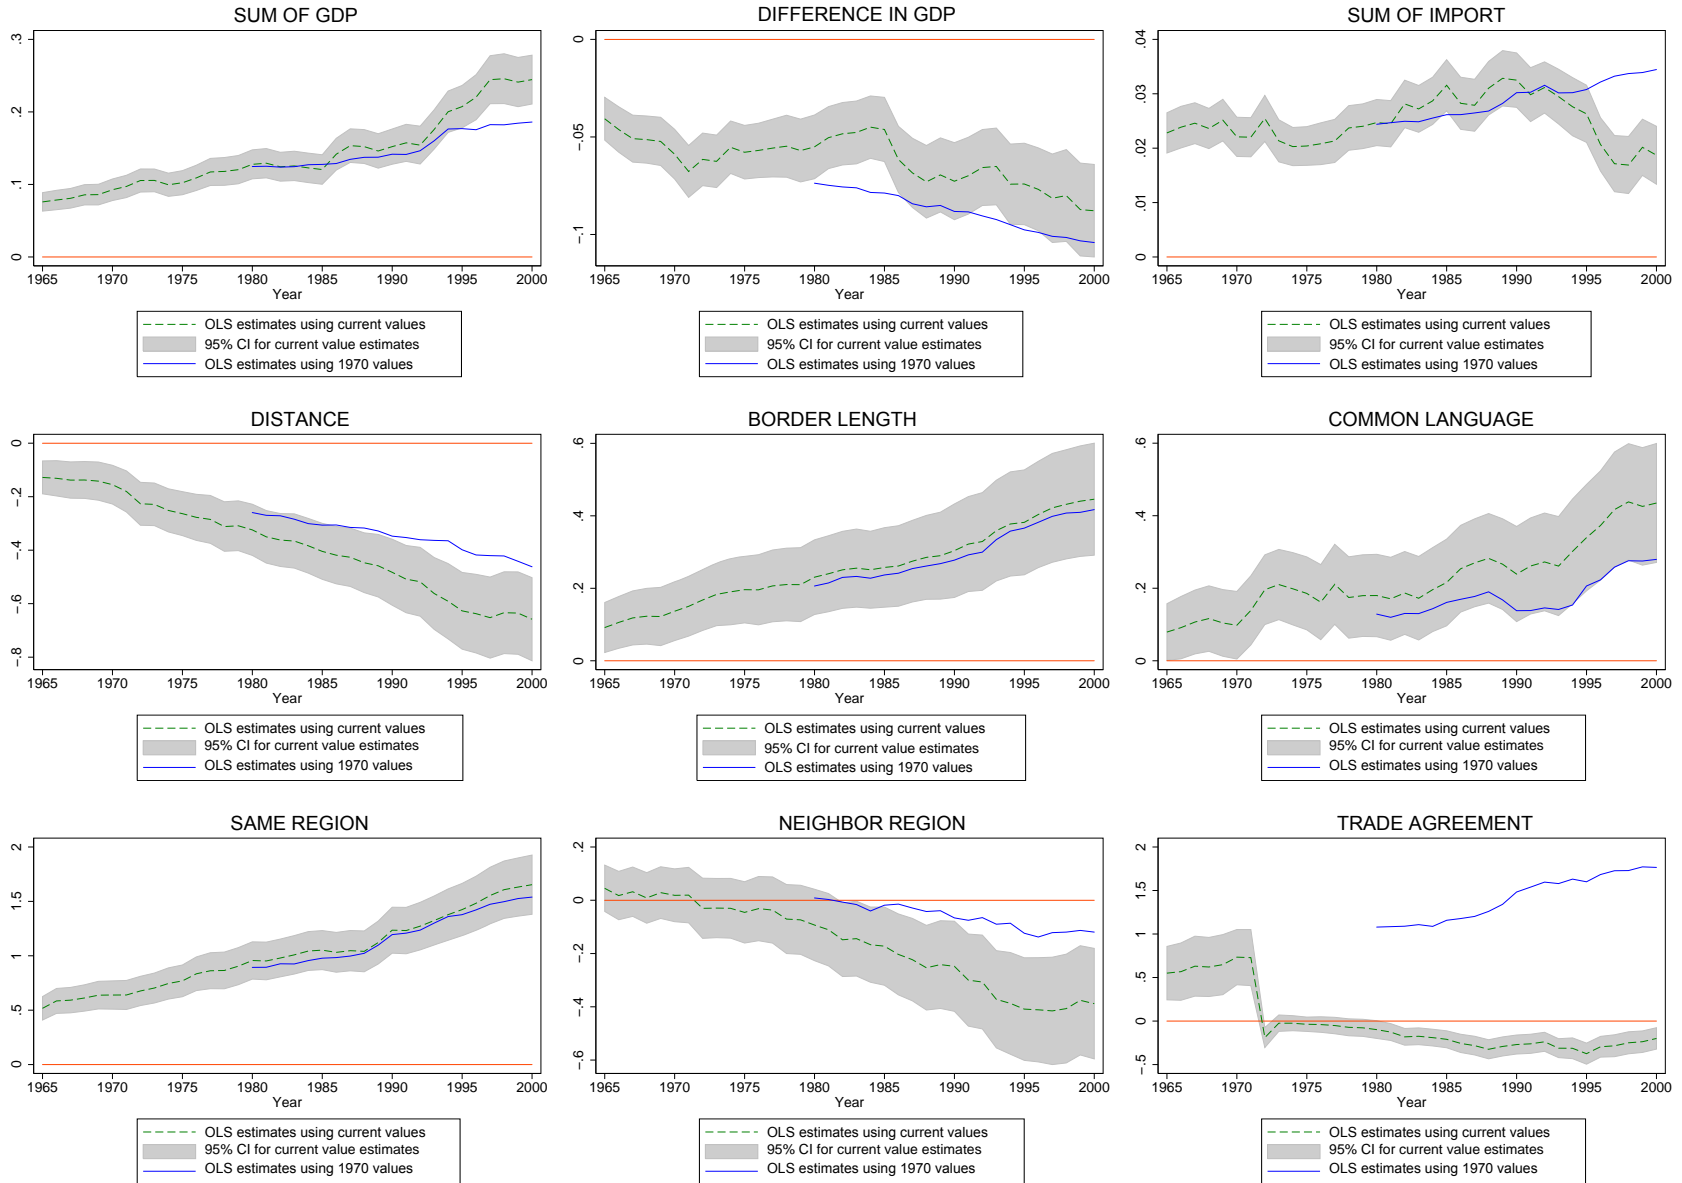 SUM OF GDP
.3
.2
.1
0
1965 1970 1975 1980 1985 1990 1995 2000
Year
OLS estimates using current values
95% CI for current value estimates
OLS estimates using 1970 values
DIFFERENCE IN GDP
0
-.05
-.1
1965 1970 1975 1980 1985 1990 1995 2000
Year
OLS estimates using current values
95% CI for current value estimates
OLS estimates using 1970 values
SUM OF IMPORT
.04
.03
.02
.01
0
1965 1970 1975 1980 1985 1990 1995 2000
Year
OLS estimates using current values
95% CI for current value estimates
OLS estimates using 1970 values
DISTANCE
0
-.2
-.4
-.6
-.8
1965 1970 1975 1980 1985 1990 1995 2000
Year
OLS estimates using current values
95% CI for current value estimates
OLS estimates using 1970 values
BORDER LENGTH
.6
.4
.2
0
1965 1970 1975 1980 1985 1990 1995 2000
Year
OLS estimates using current values
95% CI for current value estimates
OLS estimates using 1970 values
COMMON LANGUAGE
.6
.4
.2
0
1965 1970 1975 1980 1985 1990 1995 2000
Year
OLS estimates using current values
95% CI for current value estimates
OLS estimates using 1970 values
SAME REGION
2
1.5
1
.5
0
1965 1970 1975 1980 1985 1990 1995 2000
Year
OLS estimates using current values
95% CI for current value estimates
OLS estimates using 1970 values
NEIGHBOR REGION
.2
0
-.2
-.4
-.6
1965 1970 1975 1980 1985 1990 1995 2000
Year
OLS estimates using current values
95% CI for current value estimates
OLS estimates using 1970 values
TRADE AGREEMENT
2
1.5
1
.5
0
-.5
1965 1970 1975 1980 1985 1990 1995 2000
Year
OLS estimates using current values
95% CI for current value estimates
OLS estimates using 1970 values